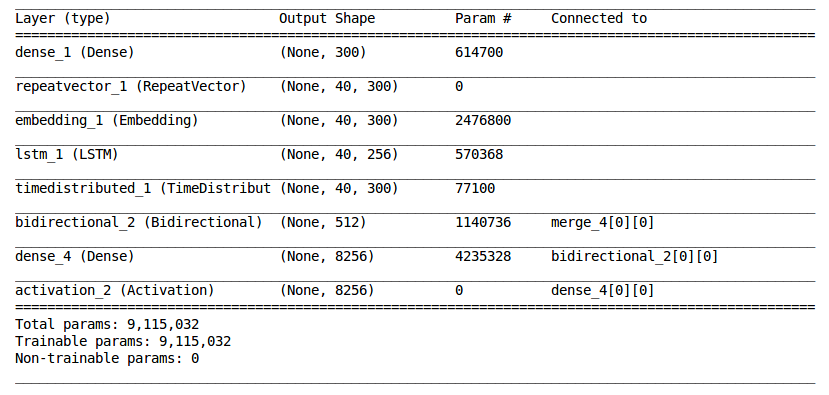 Layer (type) Output Shape Param # Connected to
dense_1 (Dense) (None, 300) 614700
repeatvector_1 (RepeatVector) (None, 40, 300) 0
embedding_1 (Embedding) (None, 40, 300) 2476800
lstm_1 (LSTM) (None, 40, 256) 570368
timedistributed_1 (TimeDistribut (None, 40, 300) 77100
bidirectional_2 (Bidirectional) (None, 512) 1140736 merge_4[0][0]
dense_4 (Dense) (None, 8256) 4235328 bidirectional_2[0][0]
activation_2 (Activation) (None, 8256) 0 dense_4[0][0]
Total params: 9,115,032
Trainable params: 9,115,032
Non-trainable params: 0